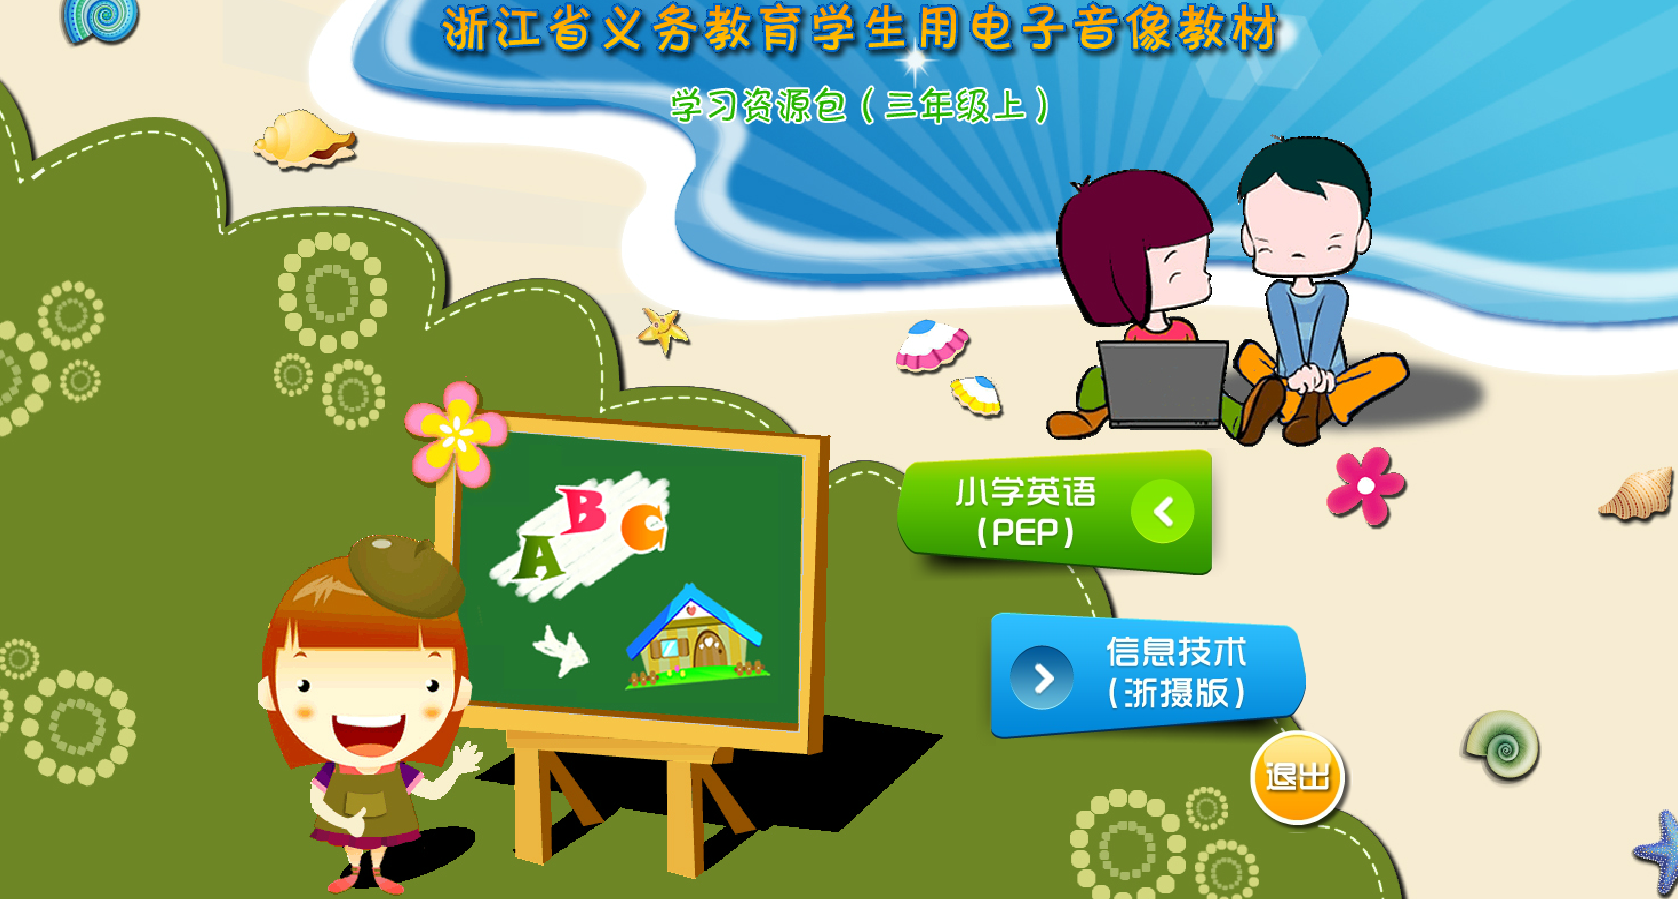 浙江省义务教育学生用电子音像教材
学习资源包（三年级上）
小学英语
（PEP）
A B C
信息技术
（浙摄版）
退出